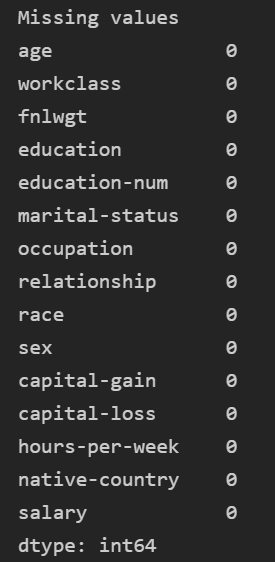 Missing values
age 0
workclass 0
fnlwgt 0
education 0
education-num 0
marital-status 0
occupation 0
relationship 0
race 0
sex 0
capital-gain 0
capital-loss 0
hours-per-week 0
native-country 0
salary 0
dtype: int64